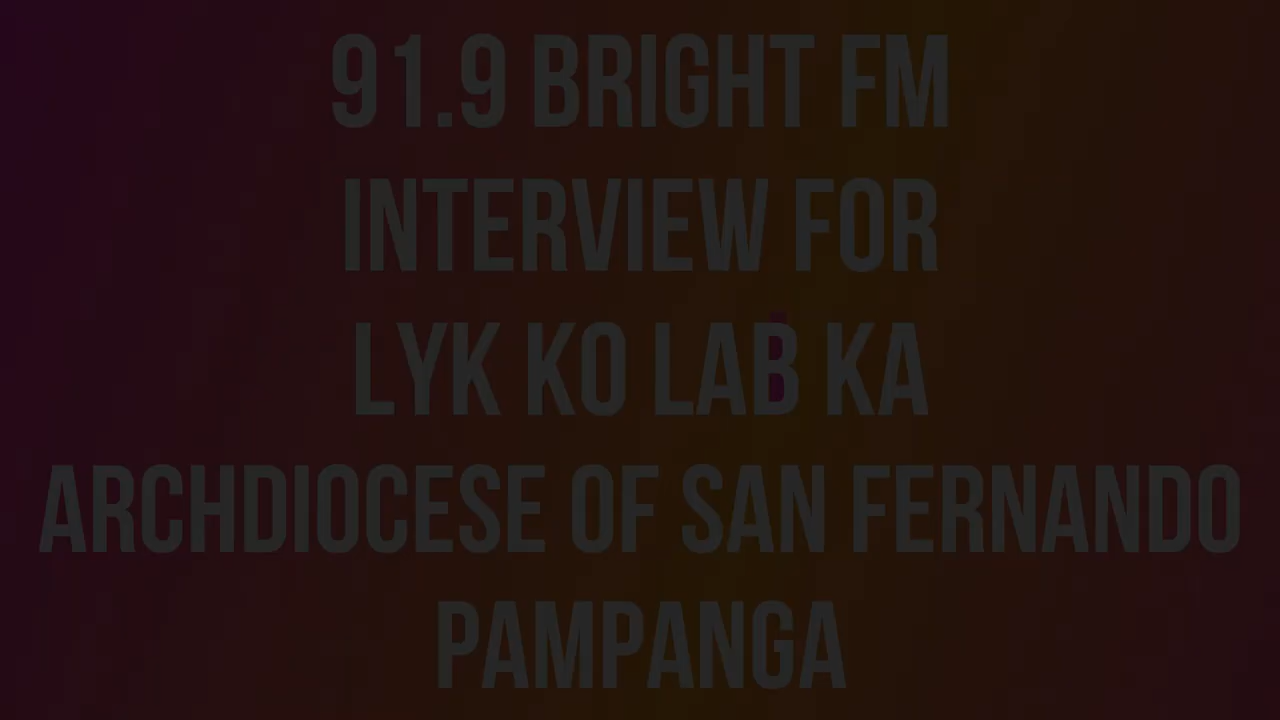 91.9 BRIGHT FM
INTERVIEW FOR
LYK KO LAB KA
ARCHDIOCESE OF SAN FERNANDO
PAMPANGA